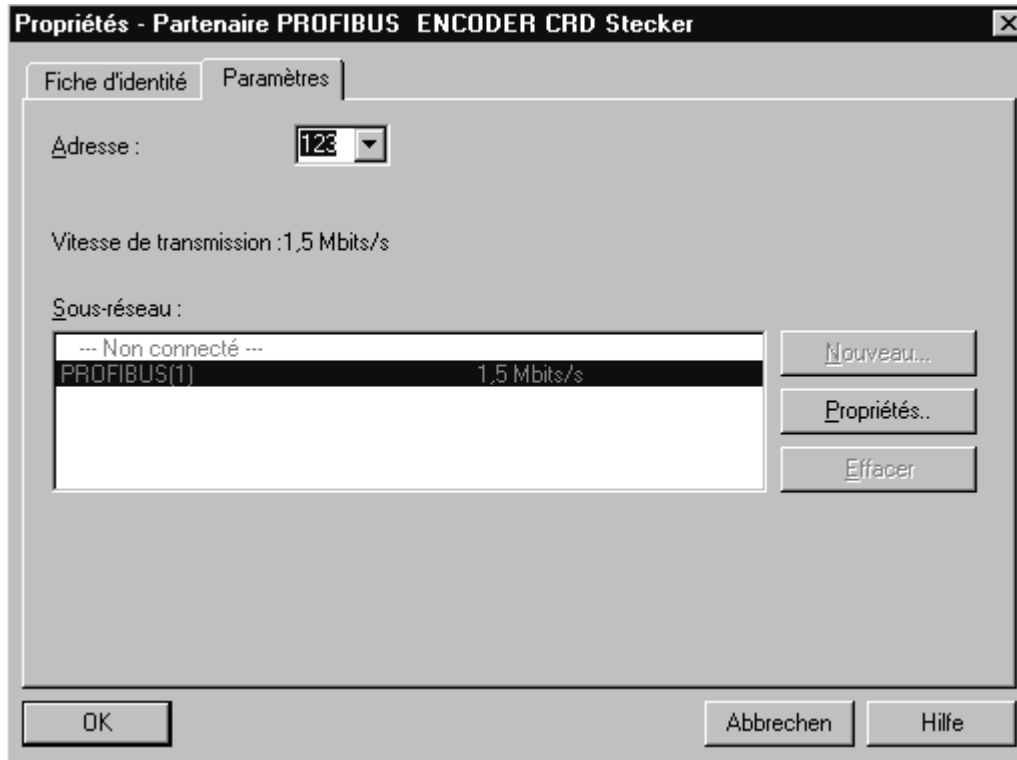 Propriétés - Partenaire PROFIBUS ENCODER CRD Stecker
Fiche d'identité Paramètres
Adresse : 123
Vitesse de transmission :1,5 Mbits/s
Sous-réseau :
--- Non connecté ---
PROFIBUS(1) 1,5 Mbits/s
Nouveau...
Propriétés..
Effacer
OK Abbrechen Hilfe